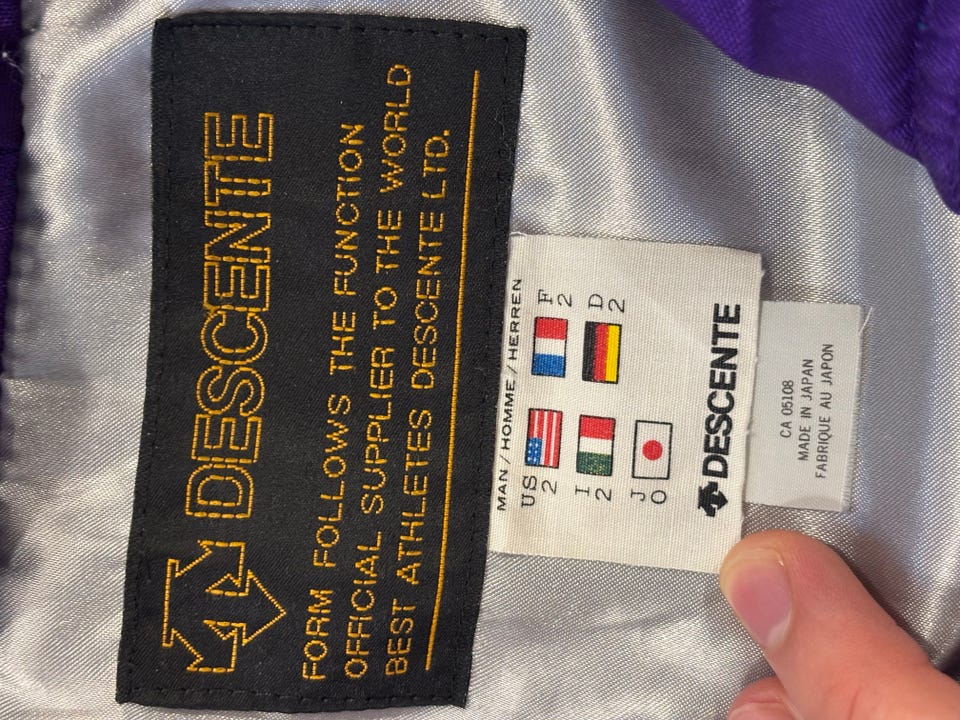 DESCENTE
FORM FOLLOWS THE FUNCTION
OFFICIAL SUPPLIER TO THE WORLD
BEST ATHLETES DESCENTE LTD.
MAN / HOMME / HERREN
US F
2 2
I D
2 2
J
O
DESCENTE
CA 05108
MADE IN JAPAN
FABRIQUE AU JAPON